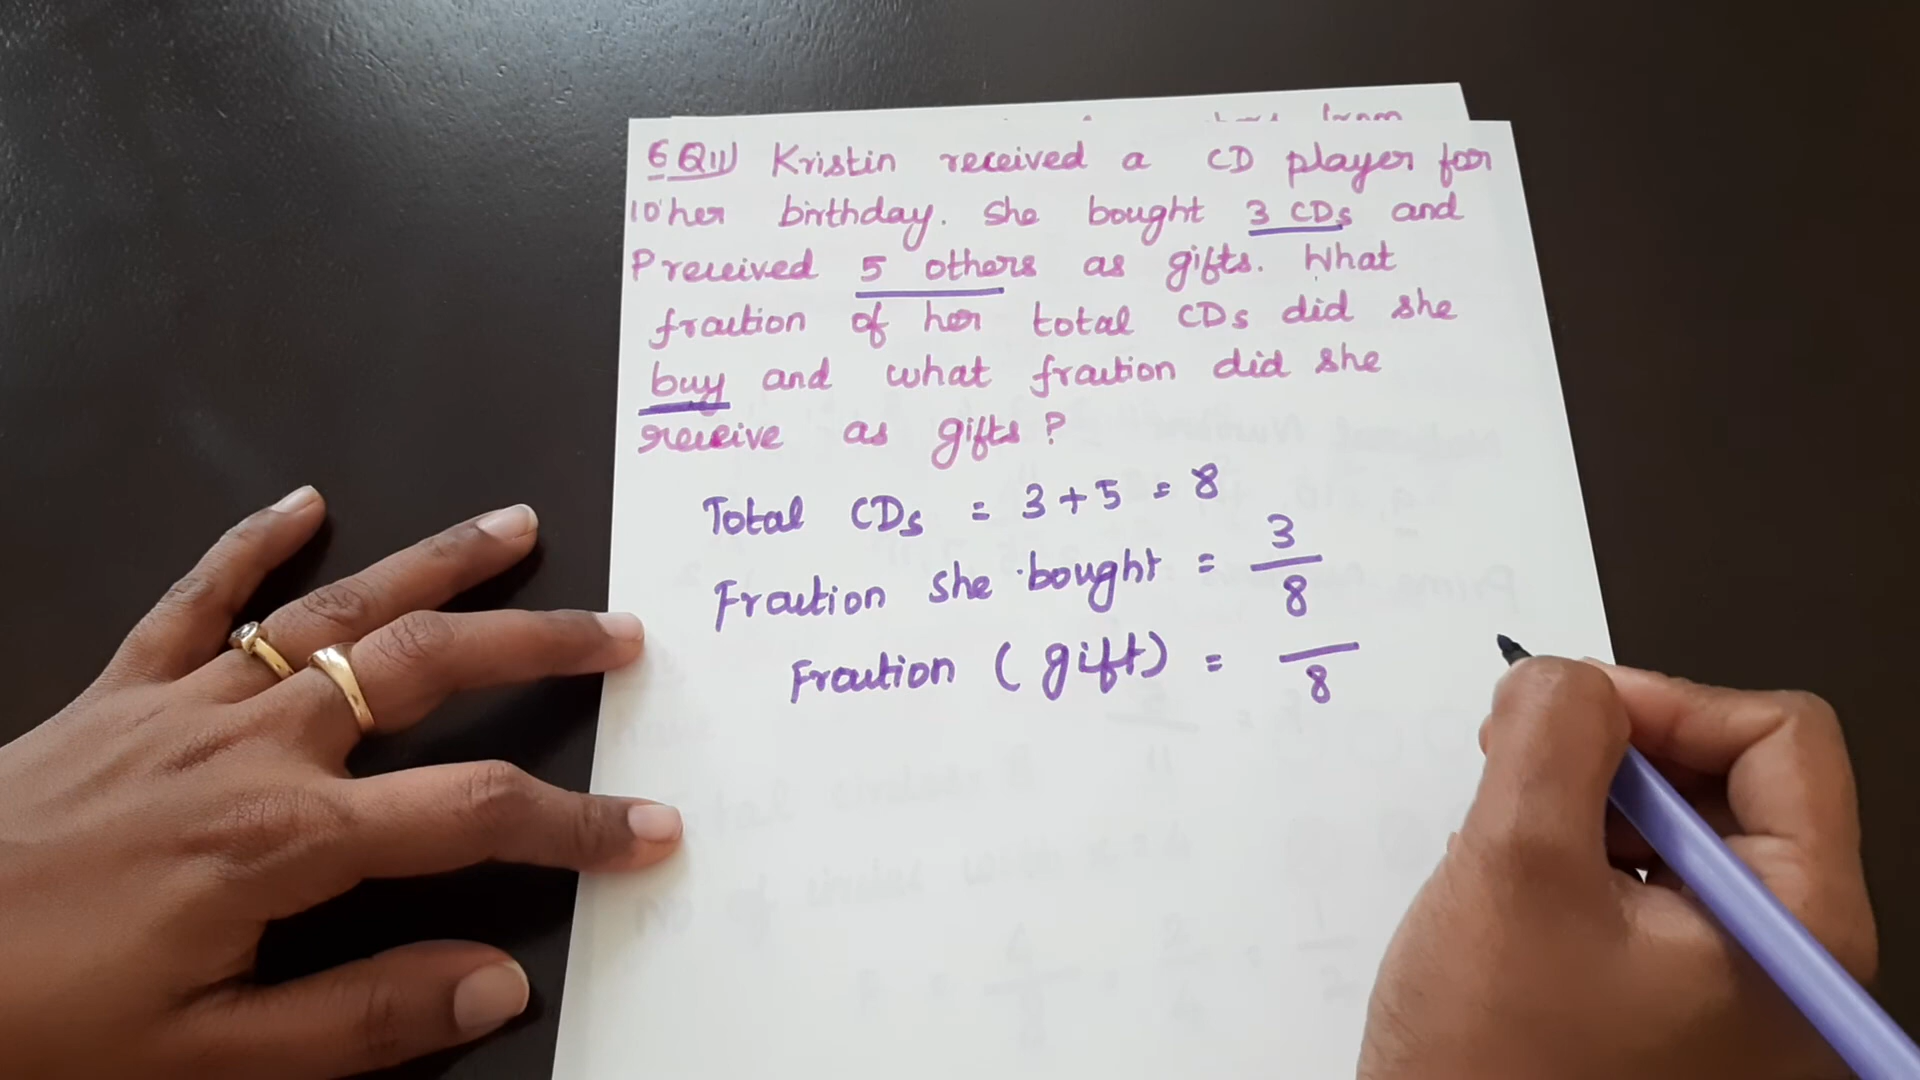 from
6 Q11) Kristin received a CD player for
10 her birthday. She bought 3 CDs and
P received 5 others as gifts. What
fraction of her total CDs did she
buy and what fraction did she
receive as gifts?
Total CDs = 3 + 5 = 8
Fraction she bought = 3/8
Fraction (gift) = /8